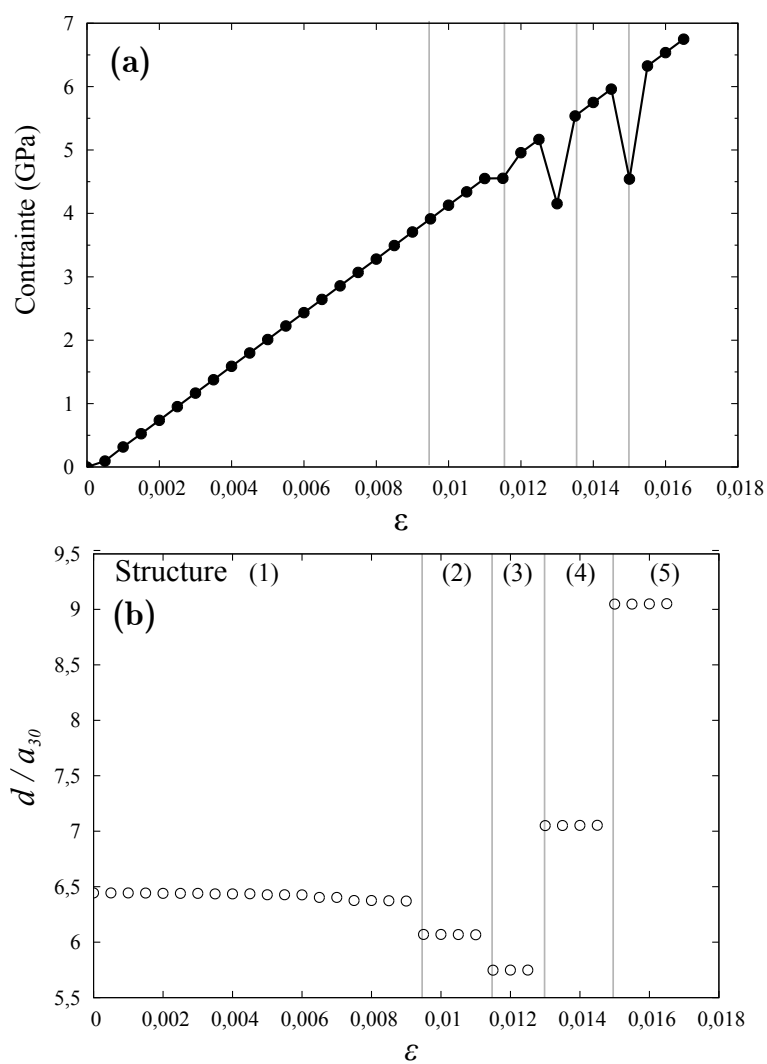 7
(a)
6
5
4
3
2
1
0
Contrainte (GPa)
0 0,002 0,004 0,006 0,008 0,01 0,012 0,014 0,016 0,018
ε
9,5
Structure (1) (2) (3) (4) (5)
(b)
9
8,5
8
7,5
7
6,5
6
5,5
d / a30
0 0,002 0,004 0,006 0,008 0,01 0,012 0,014 0,016 0,018
ε